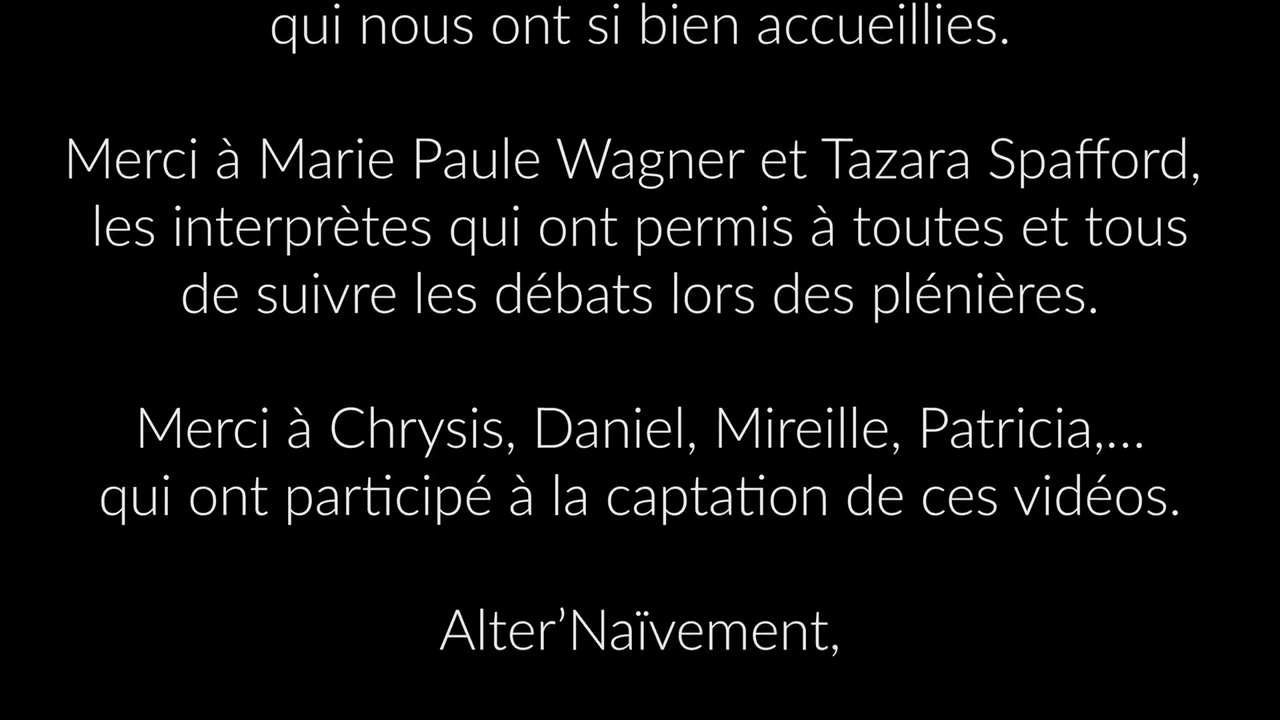 qui nous ont si bien accueillies.
Merci à Marie Paule Wagner et Tazara Spafford,
les interprètes qui ont permis à toutes et tous
de suivre les débats lors des plénières.
Merci à Chrysis, Daniel, Mireille, Patricia,...
qui ont participé à la captation de ces vidéos.
Alter’Naïvement,